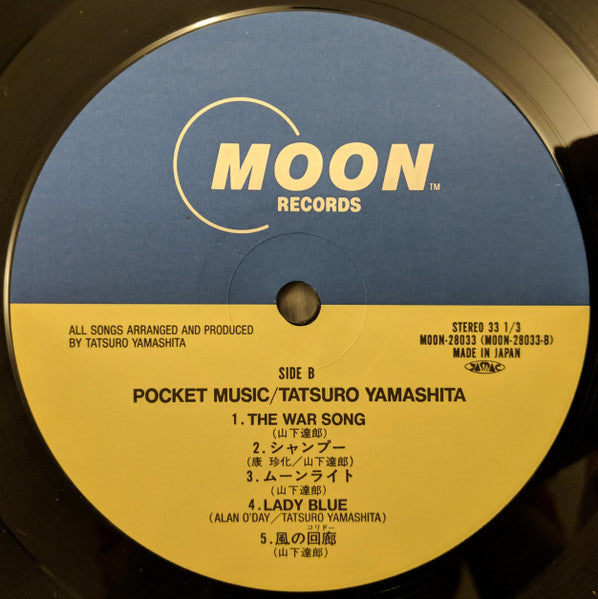 MOON™
RECORDS
ALL SONGS ARRANGED AND PRODUCED
BY TATSURO YAMASHITA
STEREO 33 1/3
MOON-28033 (MOON-28033-B)
MADE IN JAPAN
JASRAC
SIDE B
POCKET MUSIC/TATSURO YAMASHITA
1. THE WAR SONG
(山下達郎)
2. シャンプー
(康 珍化/山下達郎)
3. ムーンライト
(山下達郎)
4. LADY BLUE
(ALAN O'DAY/TATSURO YAMASHITA)
コリドー
5. 風の回廊
(山下達郎)